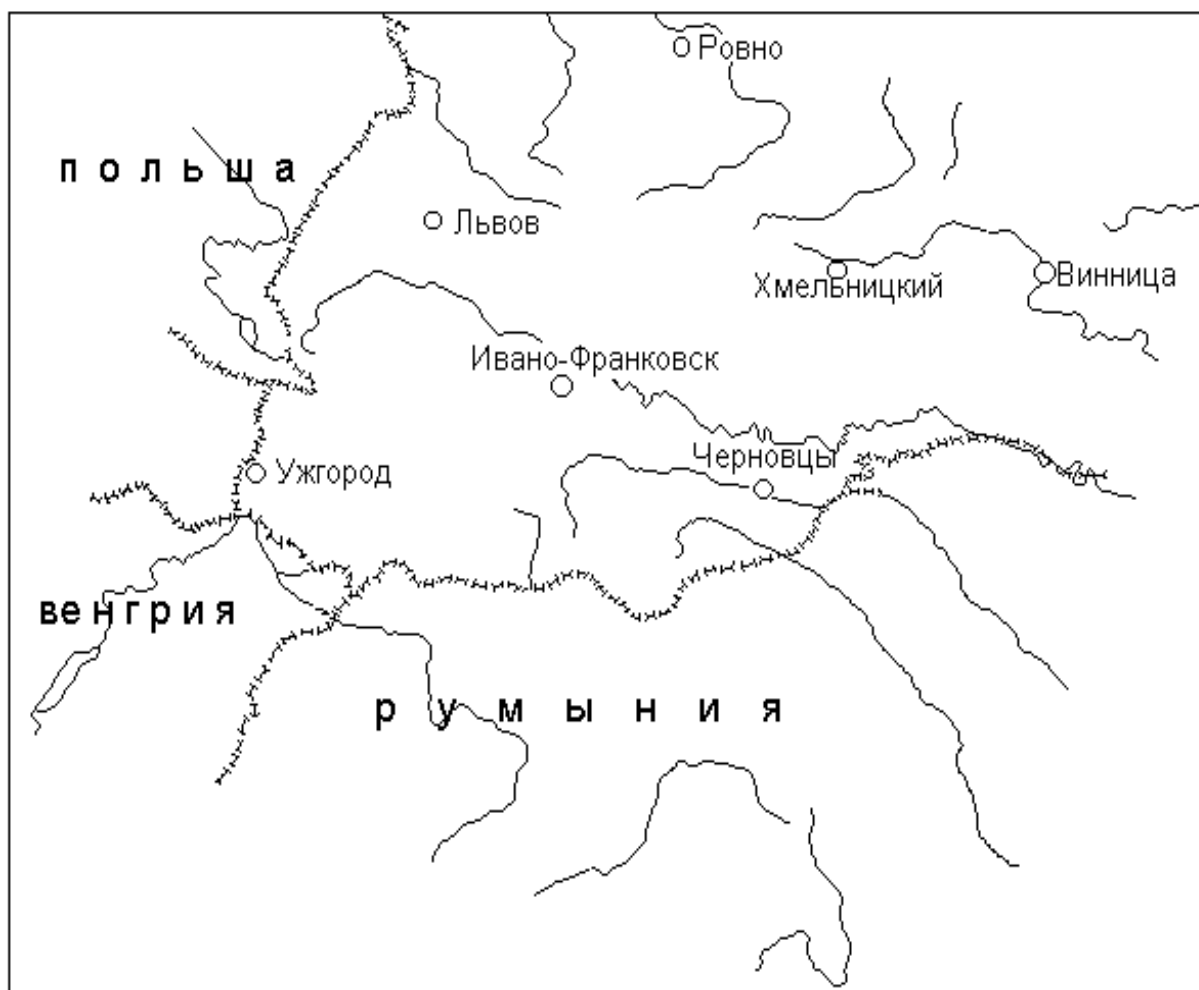 Ровно
польша
Львов
Хмельницкий
Винница
Ивано-Франковск
Черновцы
Ужгород
венгрия
румыния